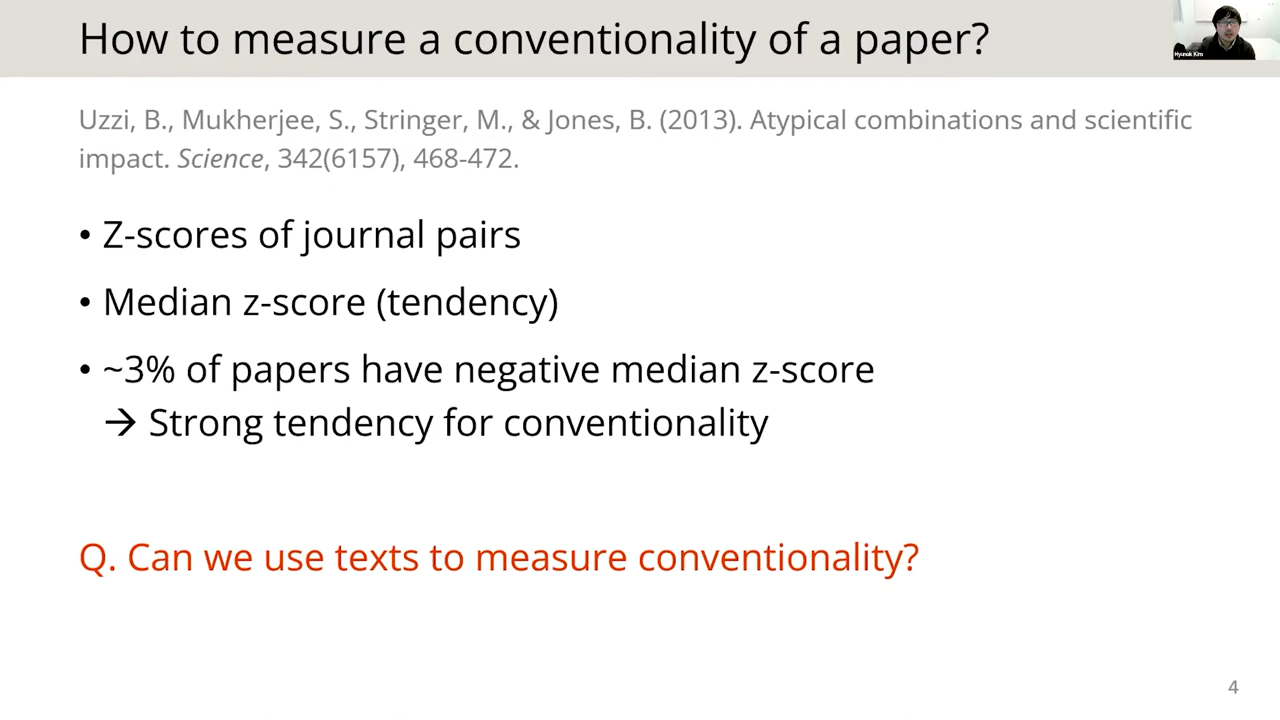 How to measure a conventionality of a paper?
Hyunuk Kim
Uzzi, B., Mukherjee, S., Stringer, M., & Jones, B. (2013). Atypical combinations and scientific
impact. Science, 342(6157), 468-472.
• Z-scores of journal pairs
• Median z-score (tendency)
• ~3% of papers have negative median z-score
→ Strong tendency for conventionality
Q. Can we use texts to measure conventionality?
4